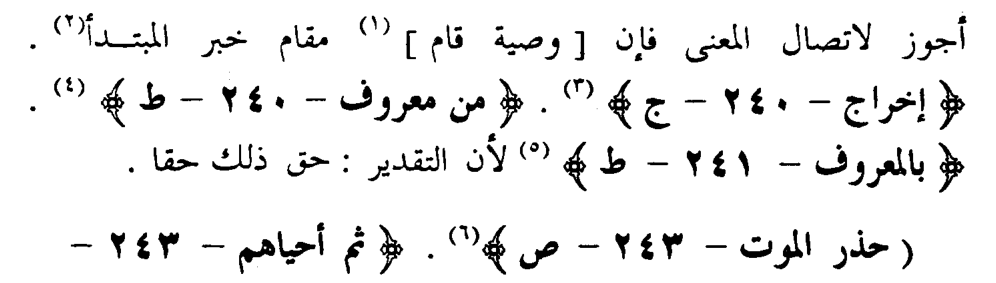 أجوز لاتصال المعنى فإن [ وصية قام ] (١) مقام خبر المبتــدأ(٢) .
﴿ إخراج – ٢٤٠ – ج ﴾ (٣) . ﴿ من معروف – ٢٤٠ – ط ﴾ (٤) .
﴿ بالمعروف – ٢٤١ – ط ﴾ (٥) لأن التقدير : حق ذلك حقا .
( حذر الموت – ٢٤٣ – ص ﴾(٦) . ﴿ ثم أحياهم – ٢٤٣ –